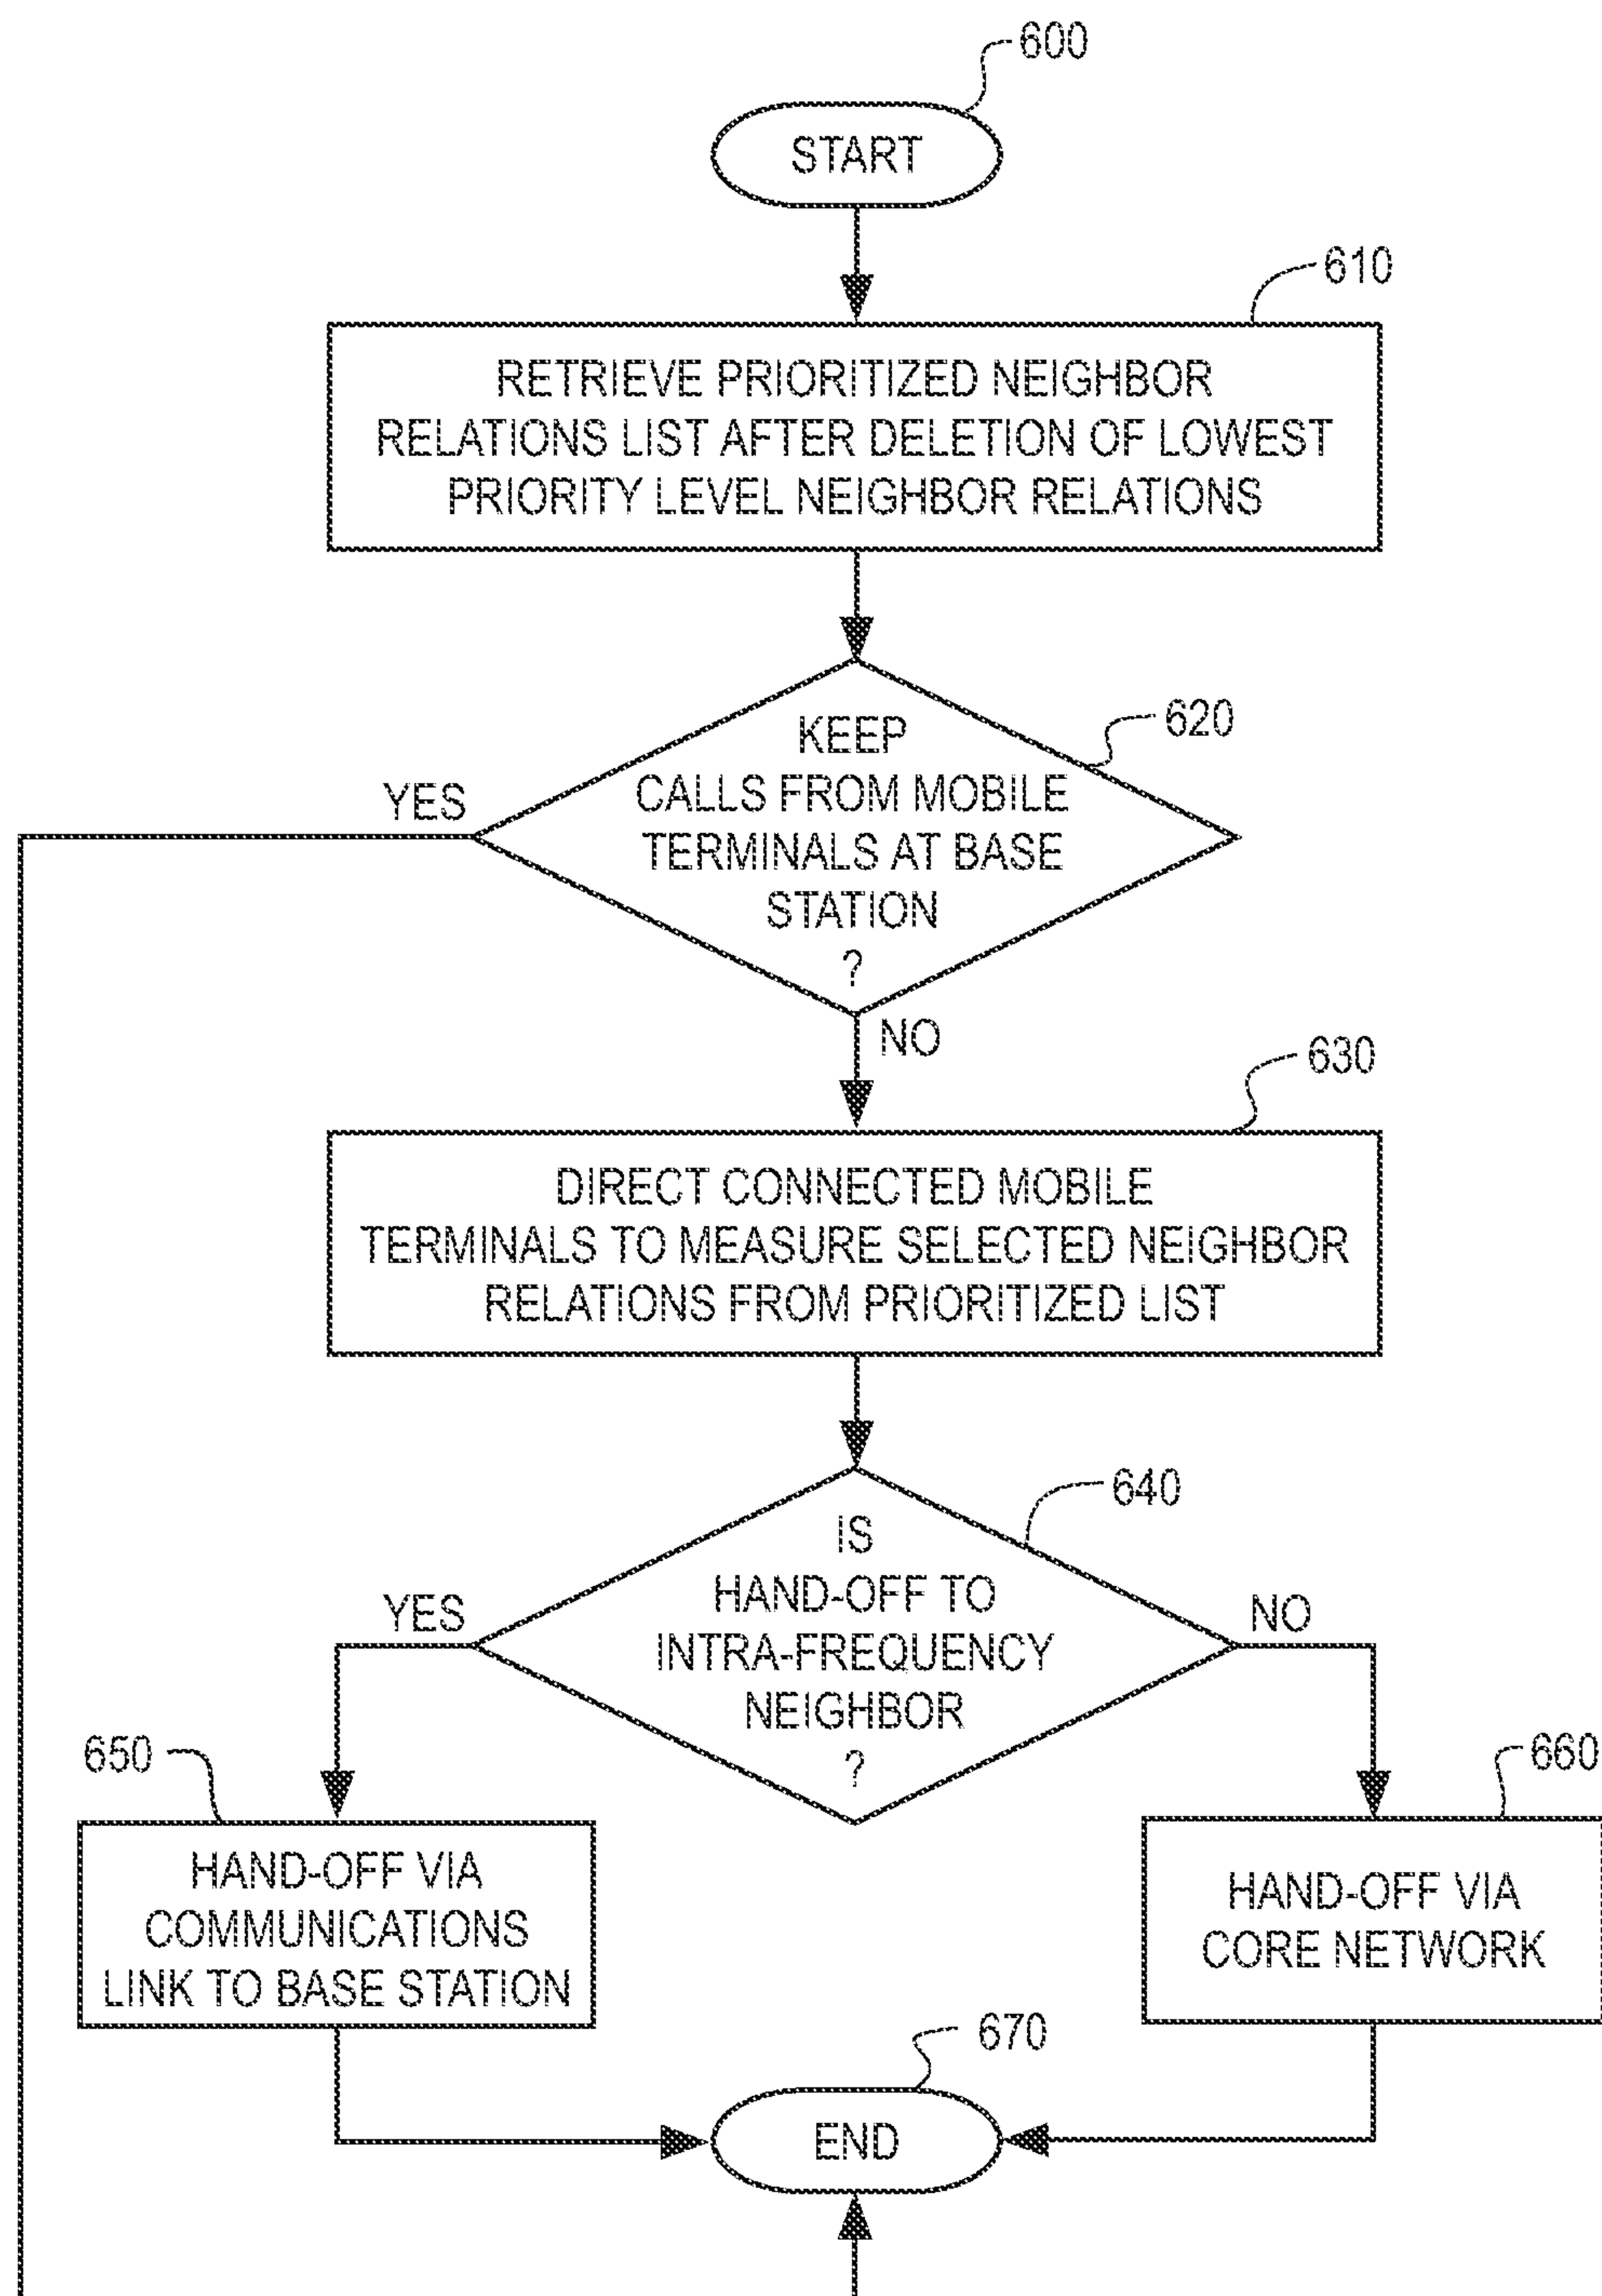 600
START
610
RETRIEVE PRIORITIZED NEIGHBOR
RELATIONS LIST AFTER DELETION OF LOWEST
PRIORITY LEVEL NEIGHBOR RELATIONS
620
KEEP
CALLS FROM MOBILE
TERMINALS AT BASE
STATION
?
YES
NO
630
DIRECT CONNECTED MOBILE
TERMINALS TO MEASURE SELECTED NEIGHBOR
RELATIONS FROM PRIORITIZED LIST
640
IS
HAND-OFF TO
INTRA-FREQUENCY
NEIGHBOR
?
YES
NO
650
HAND-OFF VIA
COMMUNICATIONS
LINK TO BASE STATION
660
HAND-OFF VIA
CORE NETWORK
670
END